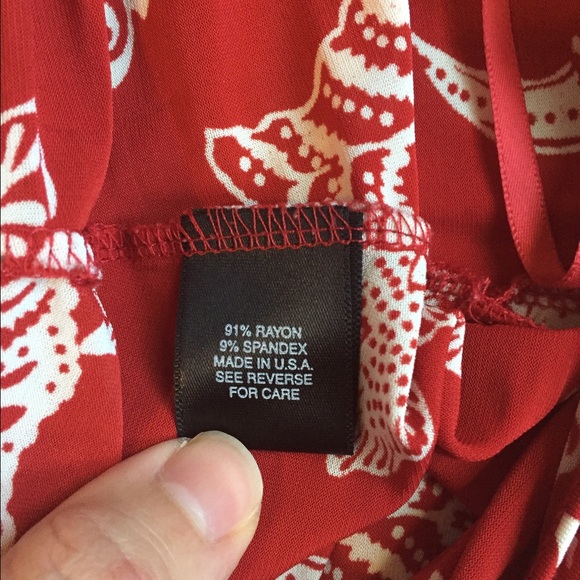 91% RAYON
9% SPANDEX
MADE IN U.S.A.
SEE REVERSE
FOR CARE